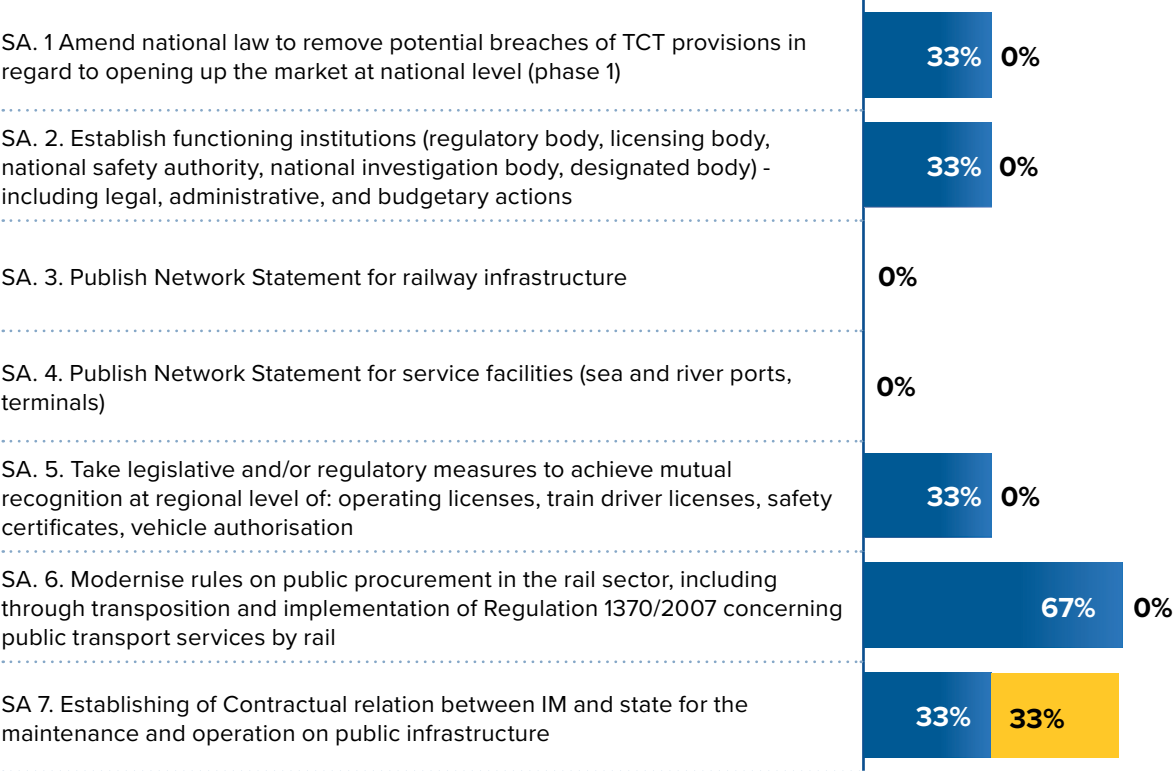 SA. 1 Amend national law to remove potential breaches of TCT provisions in
regard to opening up the market at national level (phase 1)
33% 0%
SA. 2. Establish functioning institutions (regulatory body, licensing body,
national safety authority, national investigation body, designated body) -
including legal, administrative, and budgetary actions
33% 0%
SA. 3. Publish Network Statement for railway infrastructure
0%
SA. 4. Publish Network Statement for service facilities (sea and river ports,
terminals)
0%
SA. 5. Take legislative and/or regulatory measures to achieve mutual
recognition at regional level of: operating licenses, train driver licenses, safety
certificates, vehicle authorisation
33% 0%
SA. 6. Modernise rules on public procurement in the rail sector, including
through transposition and implementation of Regulation 1370/2007 concerning
public transport services by rail
67% 0%
SA 7. Establishing of Contractual relation between IM and state for the
maintenance and operation on public infrastructure
33% 33%